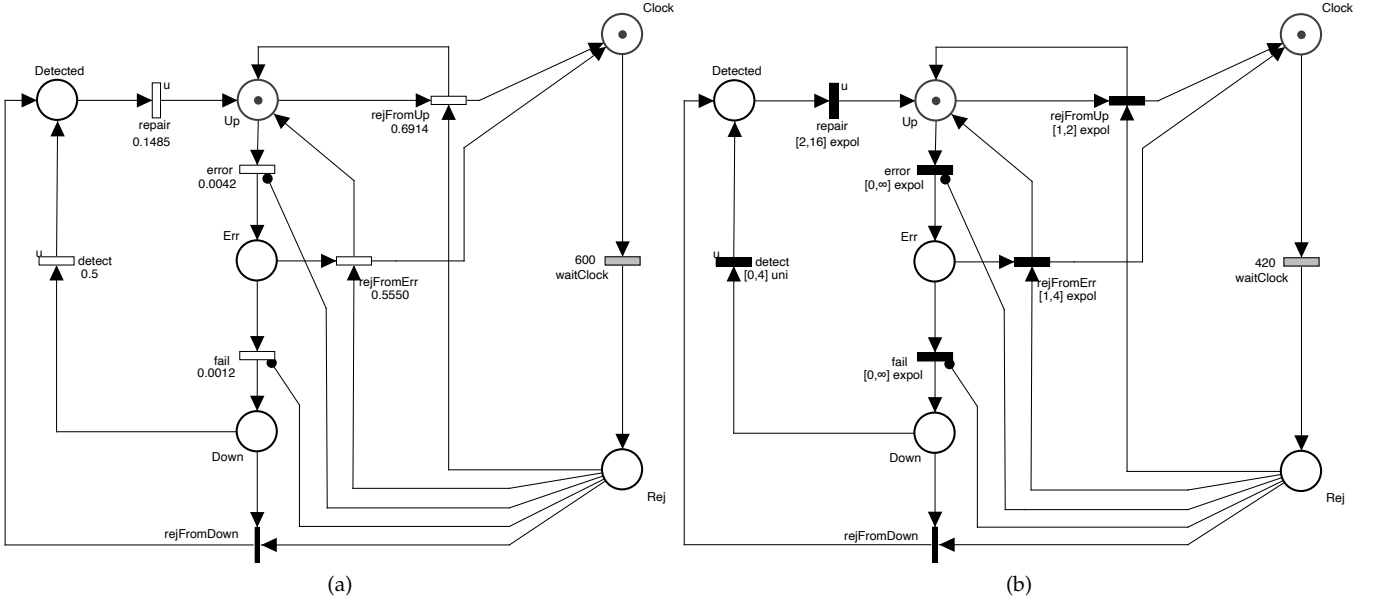 Clock
Detected
u
repair
0.1485
Up
rejFromUp
0.6914
error
0.0042
Err
u
detect
0.5
rejFromErr
0.5550
600
waitClock
fail
0.0012
Down
Rej
rejFromDown
(a)
Clock
Detected
u
repair
[2,16] expol
Up
rejFromUp
[1,2] expol
error
[0,∞] expol
Err
u
detect
[0,4] uni
rejFromErr
[1,4] expol
420
waitClock
fail
[0,∞] expol
Down
Rej
rejFromDown
(b)